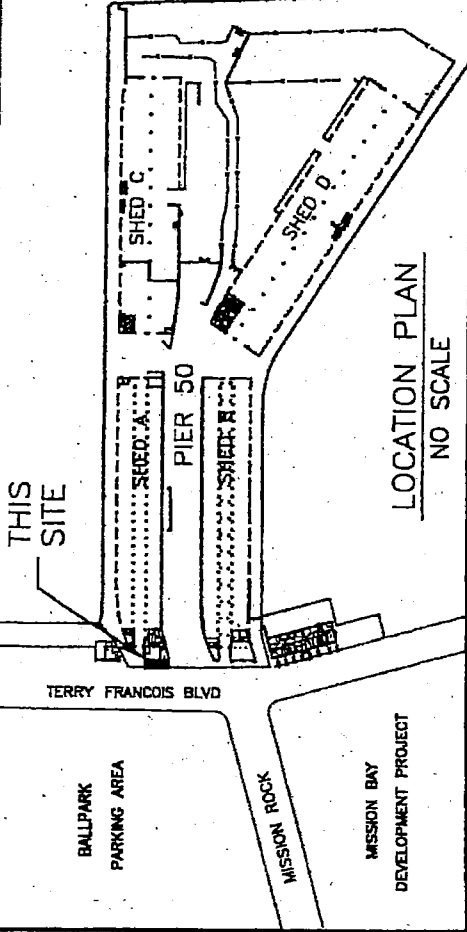 THIS
SITE
SHED C
SHED D
SHED A
PIER 50
SHED B
TERRY FRANCOIS BLVD
BALLPARK
PARKING AREA
MISSION ROCK
MISSION BAY
DEVELOPMENT PROJECT
LOCATION PLAN
NO SCALE